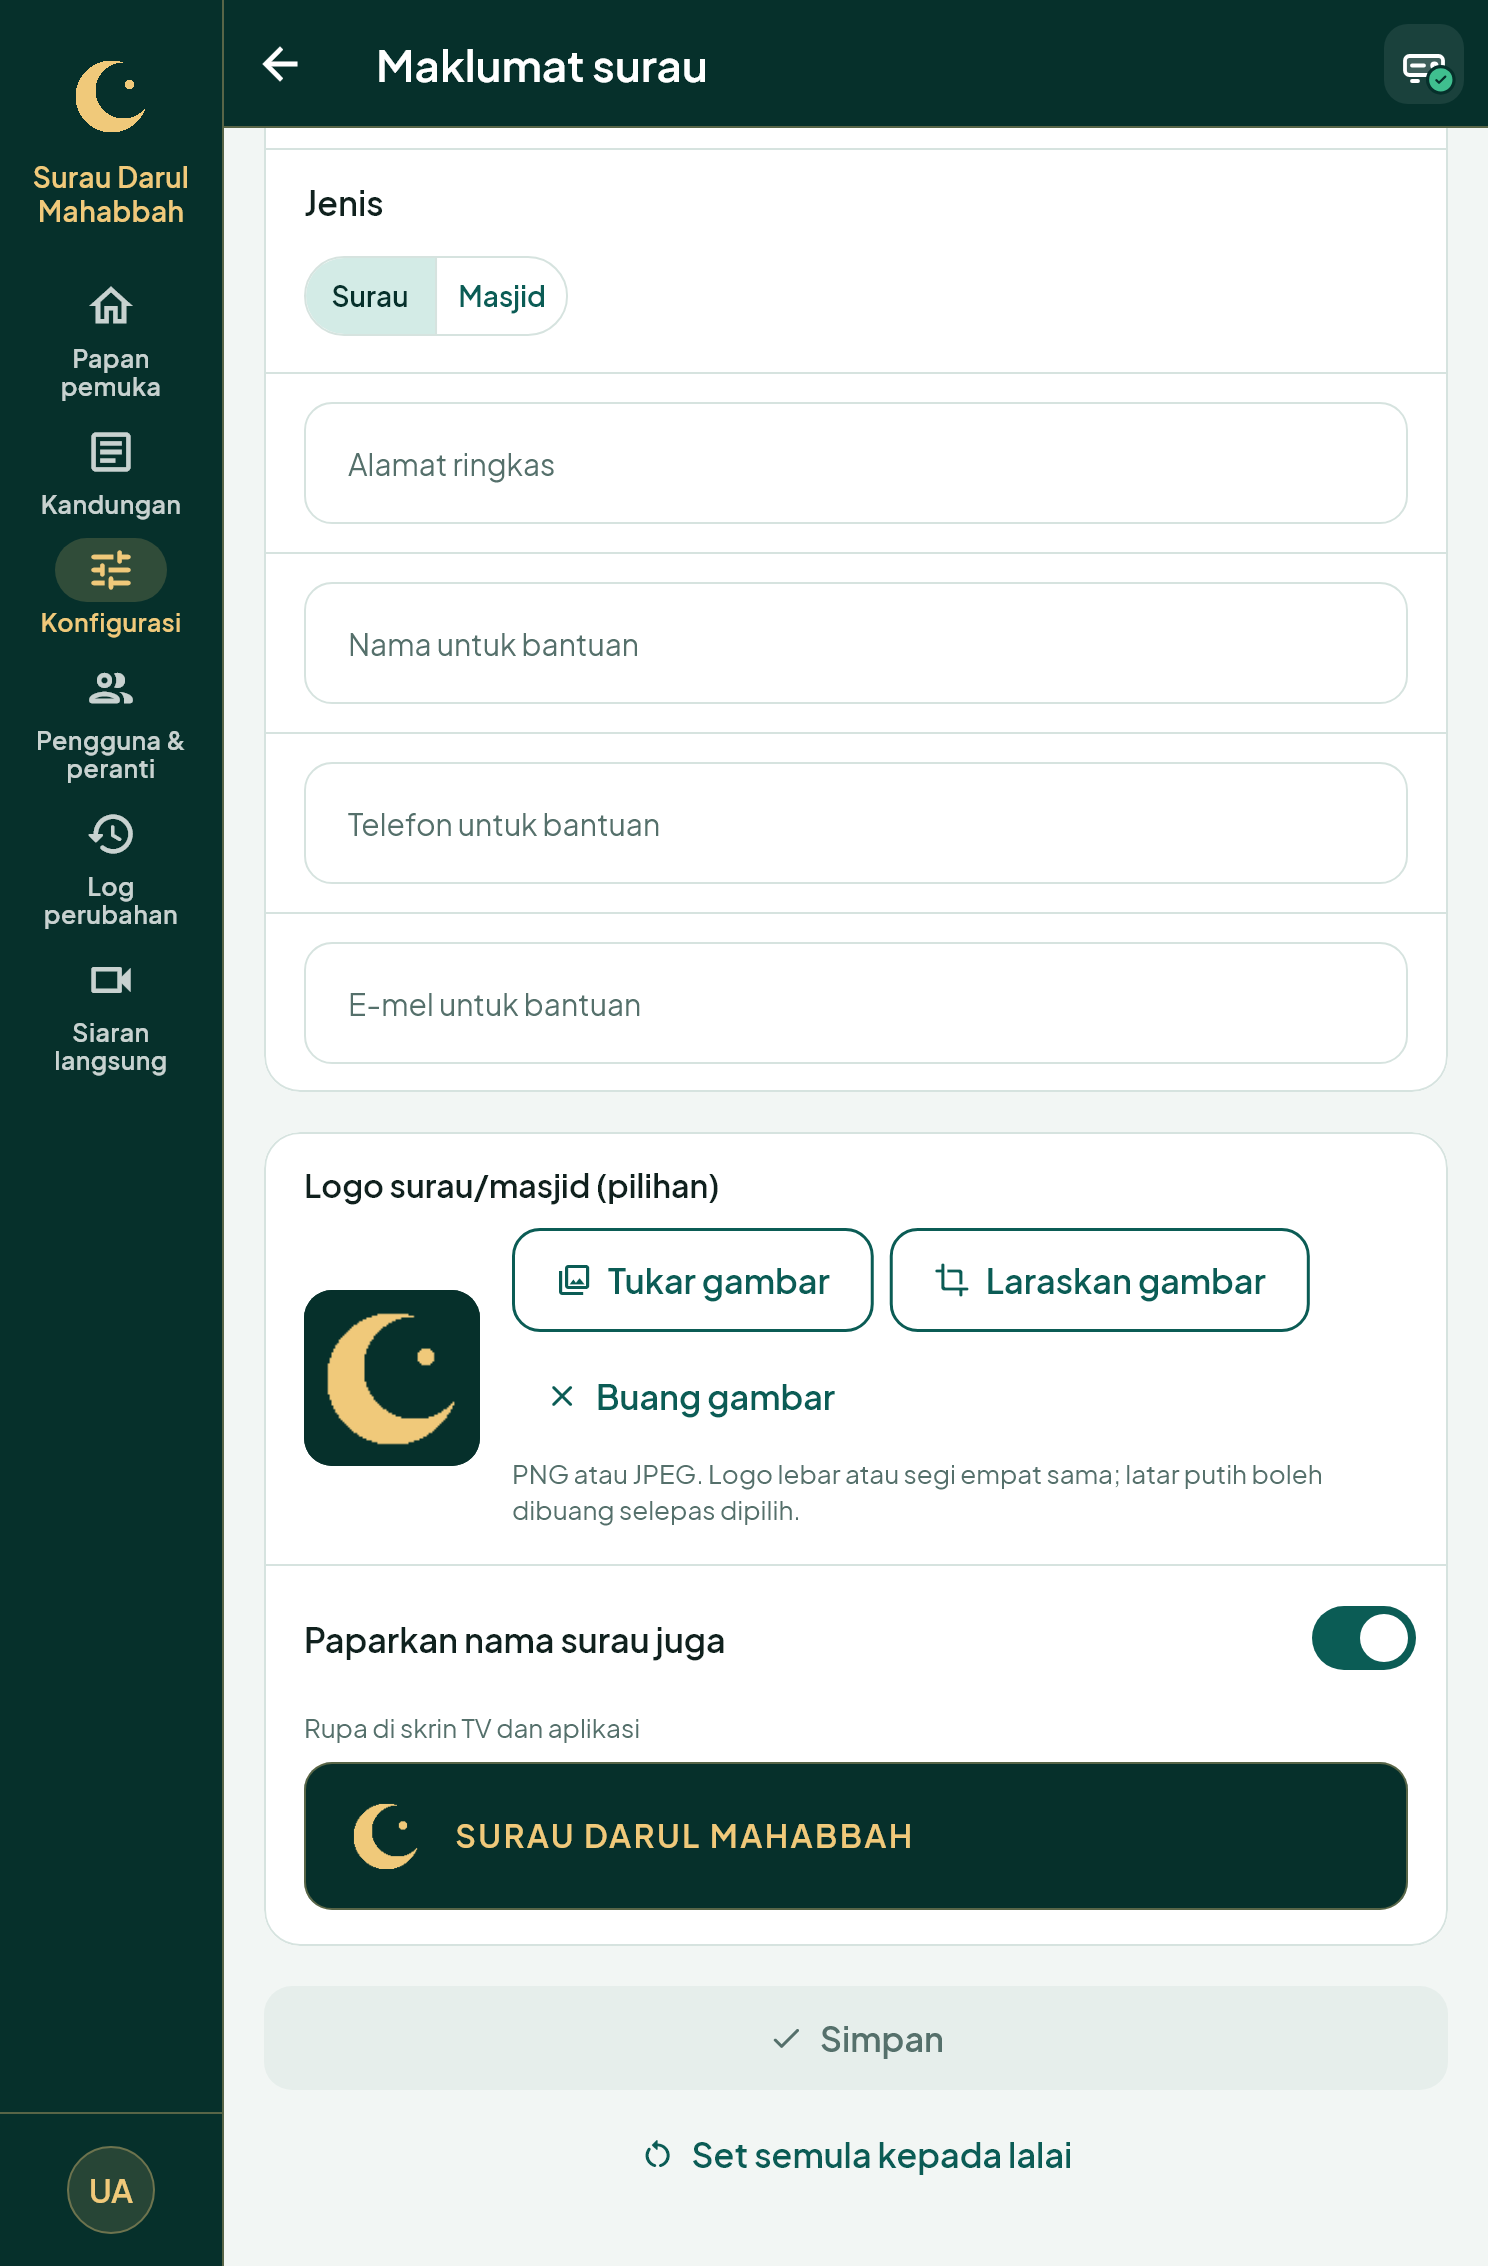 Surau Darul
Mahabbah
Papan
pemuka
Kandungan
Konfigurasi
Pengguna &
peranti
Log
perubahan
Siaran
langsung
UA
Maklumat surau
Jenis
Surau
Masjid
Alamat ringkas
Nama untuk bantuan
Telefon untuk bantuan
E-mel untuk bantuan
Logo surau/masjid (pilihan)
Tukar gambar
Laraskan gambar
Buang gambar
PNG atau JPEG. Logo lebar atau segi empat sama; latar putih boleh
dibuang selepas dipilih.
Paparkan nama surau juga
Rupa di skrin TV dan aplikasi
SURAU DARUL MAHABBAH
Simpan
Set semula kepada lalai